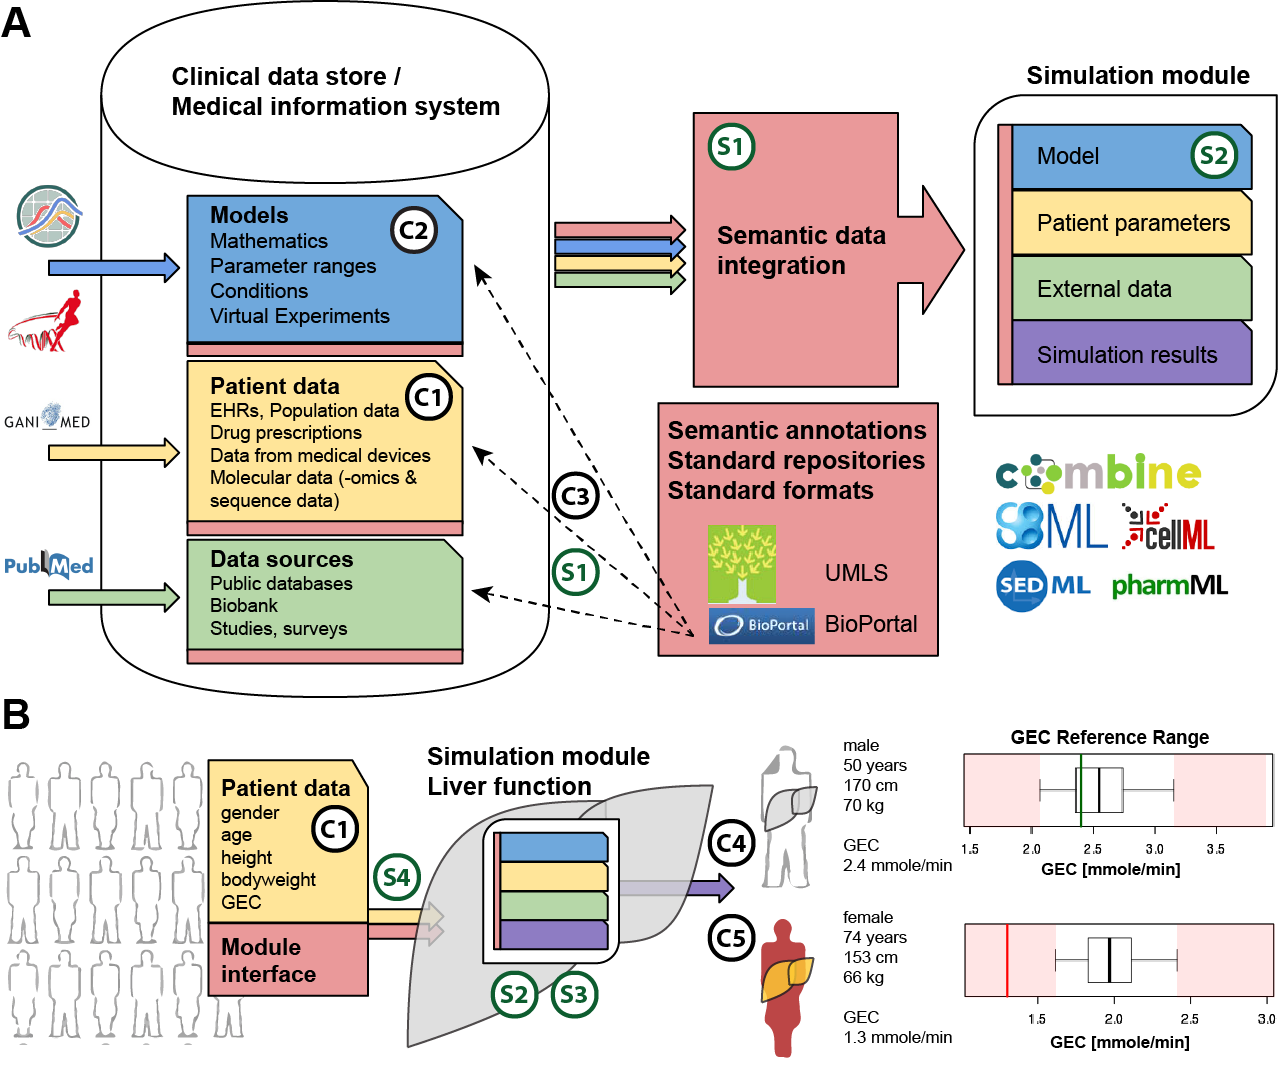 A
Clinical data store /
Medical information system
Models
C2
Mathematics
Parameter ranges
Conditions
Virtual Experiments
Patient data
C1
EHRs, Population data
Drug prescriptions
Data from medical devices
Molecular data (-omics &
sequence data)
Data sources
Public databases
Biobank
Studies, surveys
GANI MED
PubMed
C3
S1
S1
Semantic data
integration
Semantic annotations
Standard repositories
Standard formats
UMLS
BioPortal
BioPortal
Simulation module
Model
S2
Patient parameters
External data
Simulation results
combine
SBML
cellML
SED ML
pharmML
B
Patient data
gender
C1
age
height
bodyweight
GEC
Module
interface
S4
Simulation module
Liver function
S2
S3
C4
C5
male
50 years
170 cm
70 kg
GEC
2.4 mmole/min
female
74 years
153 cm
66 kg
GEC
1.3 mmole/min
GEC Reference Range
1.5 2.0 2.5 3.0 3.5
GEC [mmole/min]
1.5 2.0 2.5 3.0
GEC [mmole/min]